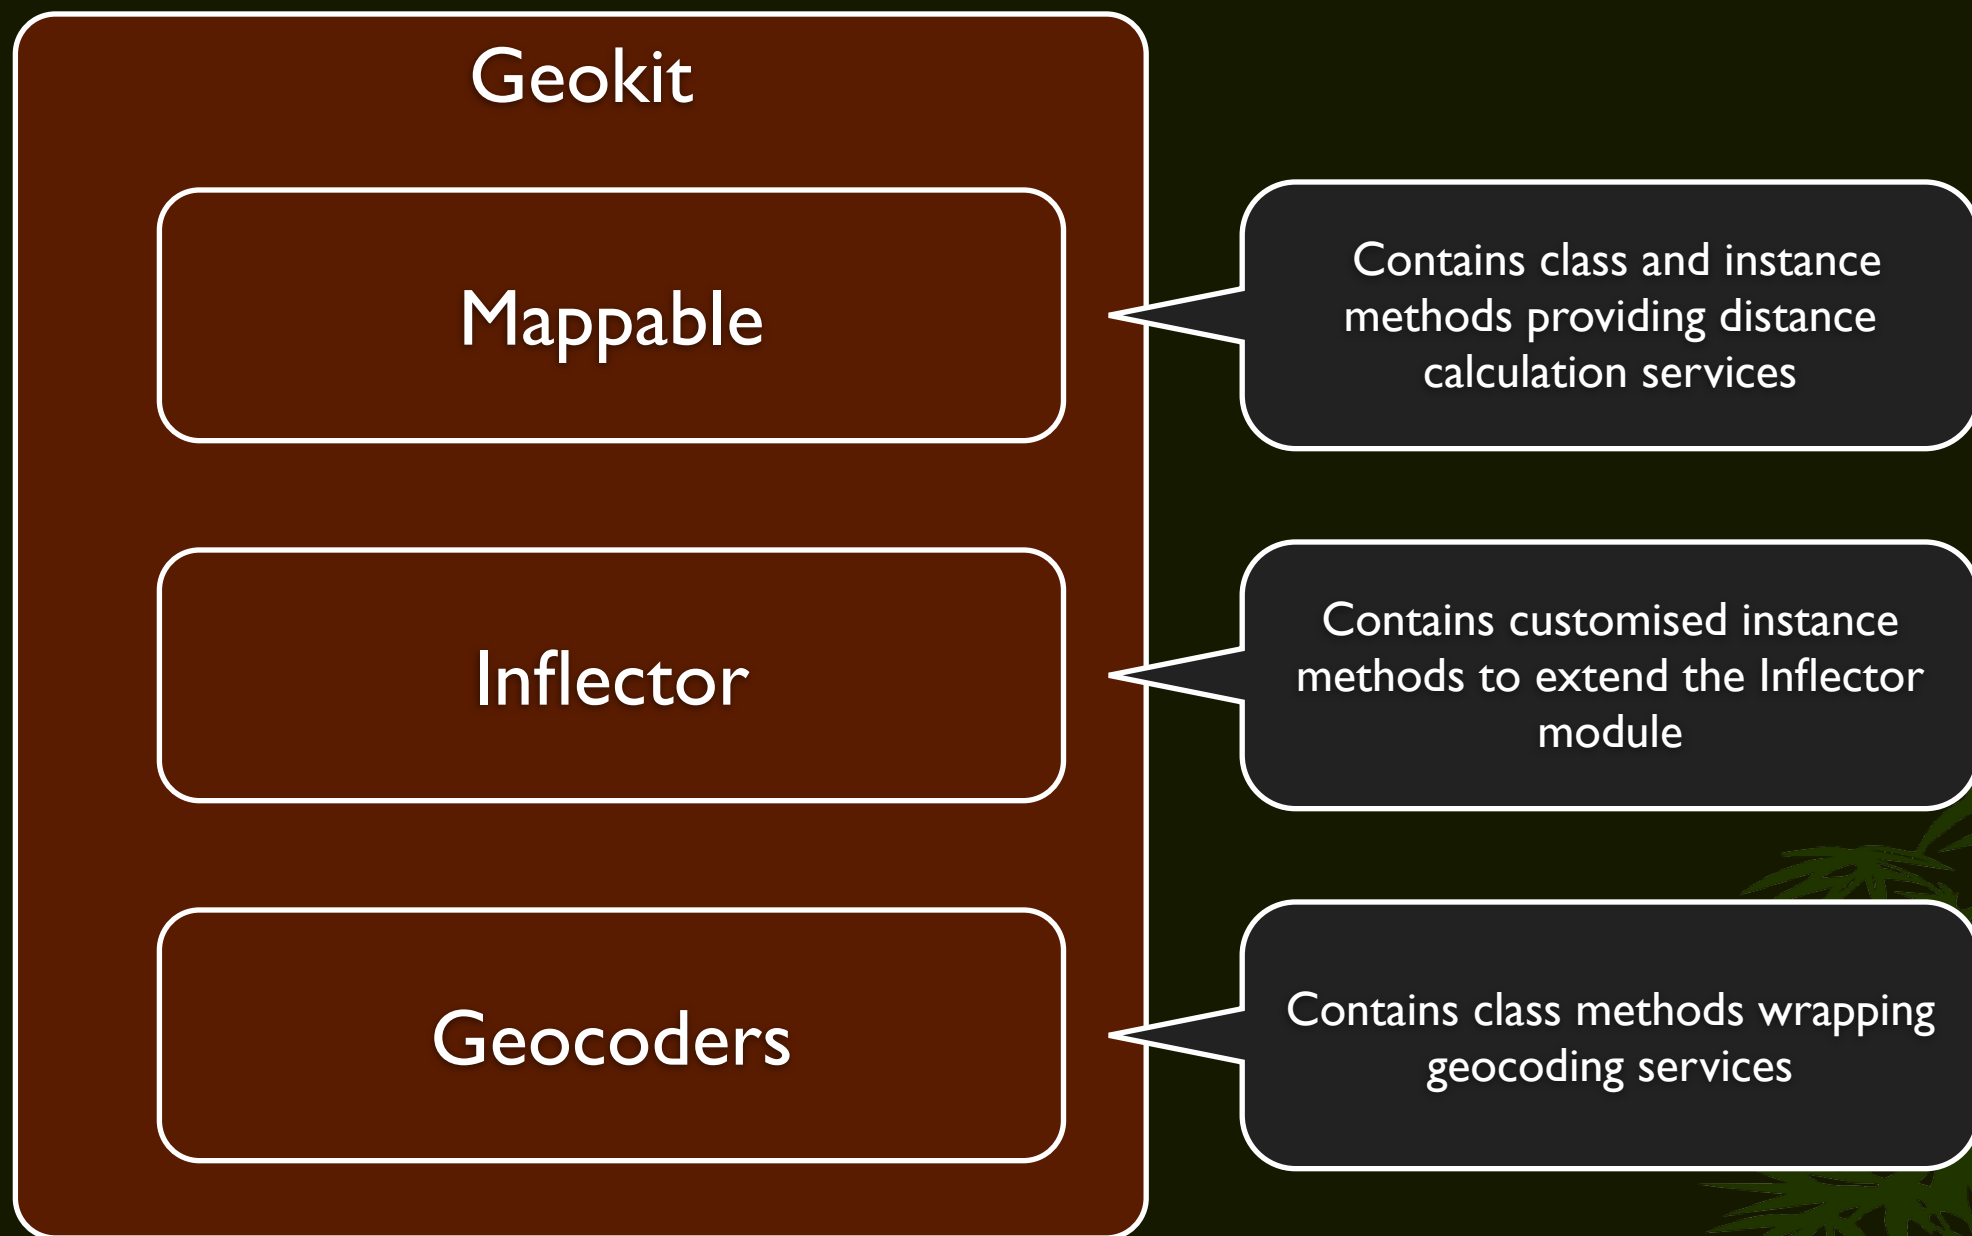 Geokit
Mappable
Contains class and instance
methods providing distance
calculation services
Inflector
Contains customised instance
methods to extend the Inflector
module
Geocoders
Contains class methods wrapping
geocoding services